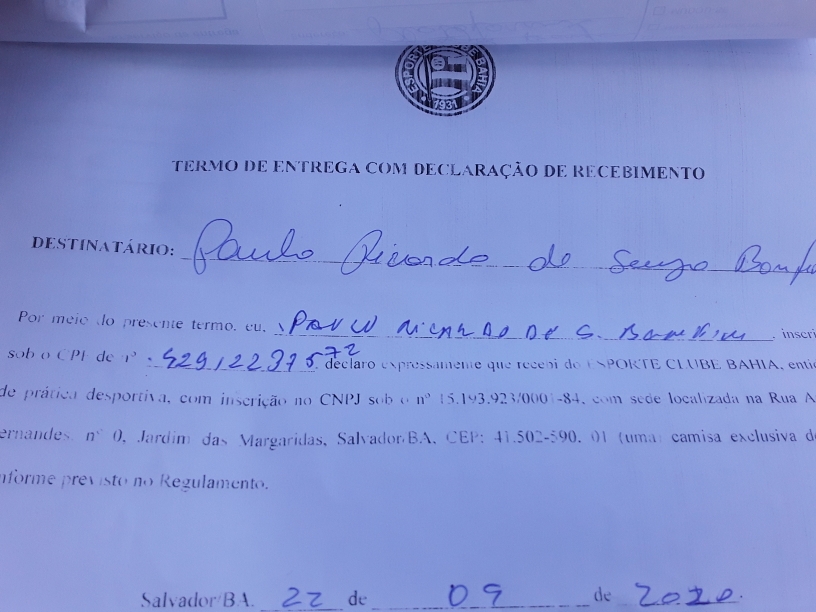 ESPORTE CLUBE BAHIA
1931
TERMO DE ENTREGA COM DECLARAÇÃO DE RECEBIMENTO
DESTINATÁRIO: Paulo Ricardo de Souza Bomfi
Por meio do presente termo, eu, Paulo Ricardo de S. Bomfim, inscri
sob o CPF de nº declaro expressamente que recebi do ESPORTE CLUBE BAHIA, enti
de prática desportiva, com inscrição no CNPJ sob o nº 15.193.923/0001-84, com sede localizada na Rua A
ernandes, nº 0, Jardim das Margaridas, Salvador/BA, CEP: 41.502-590, 01 (uma) camisa exclusiva d
nforme previsto no Regulamento.
Salvador/BA, 22 de 09 de 2020.